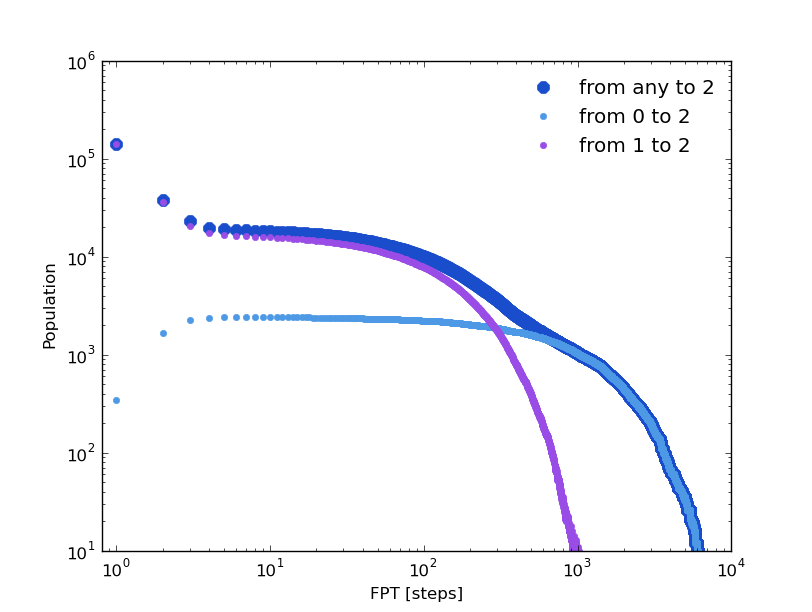 10^6
10^5
10^4
10^3
10^2
10^1
Population
from any to 2
from 0 to 2
from 1 to 2
10^0 10^1 10^2 10^3 10^4
FPT [steps]